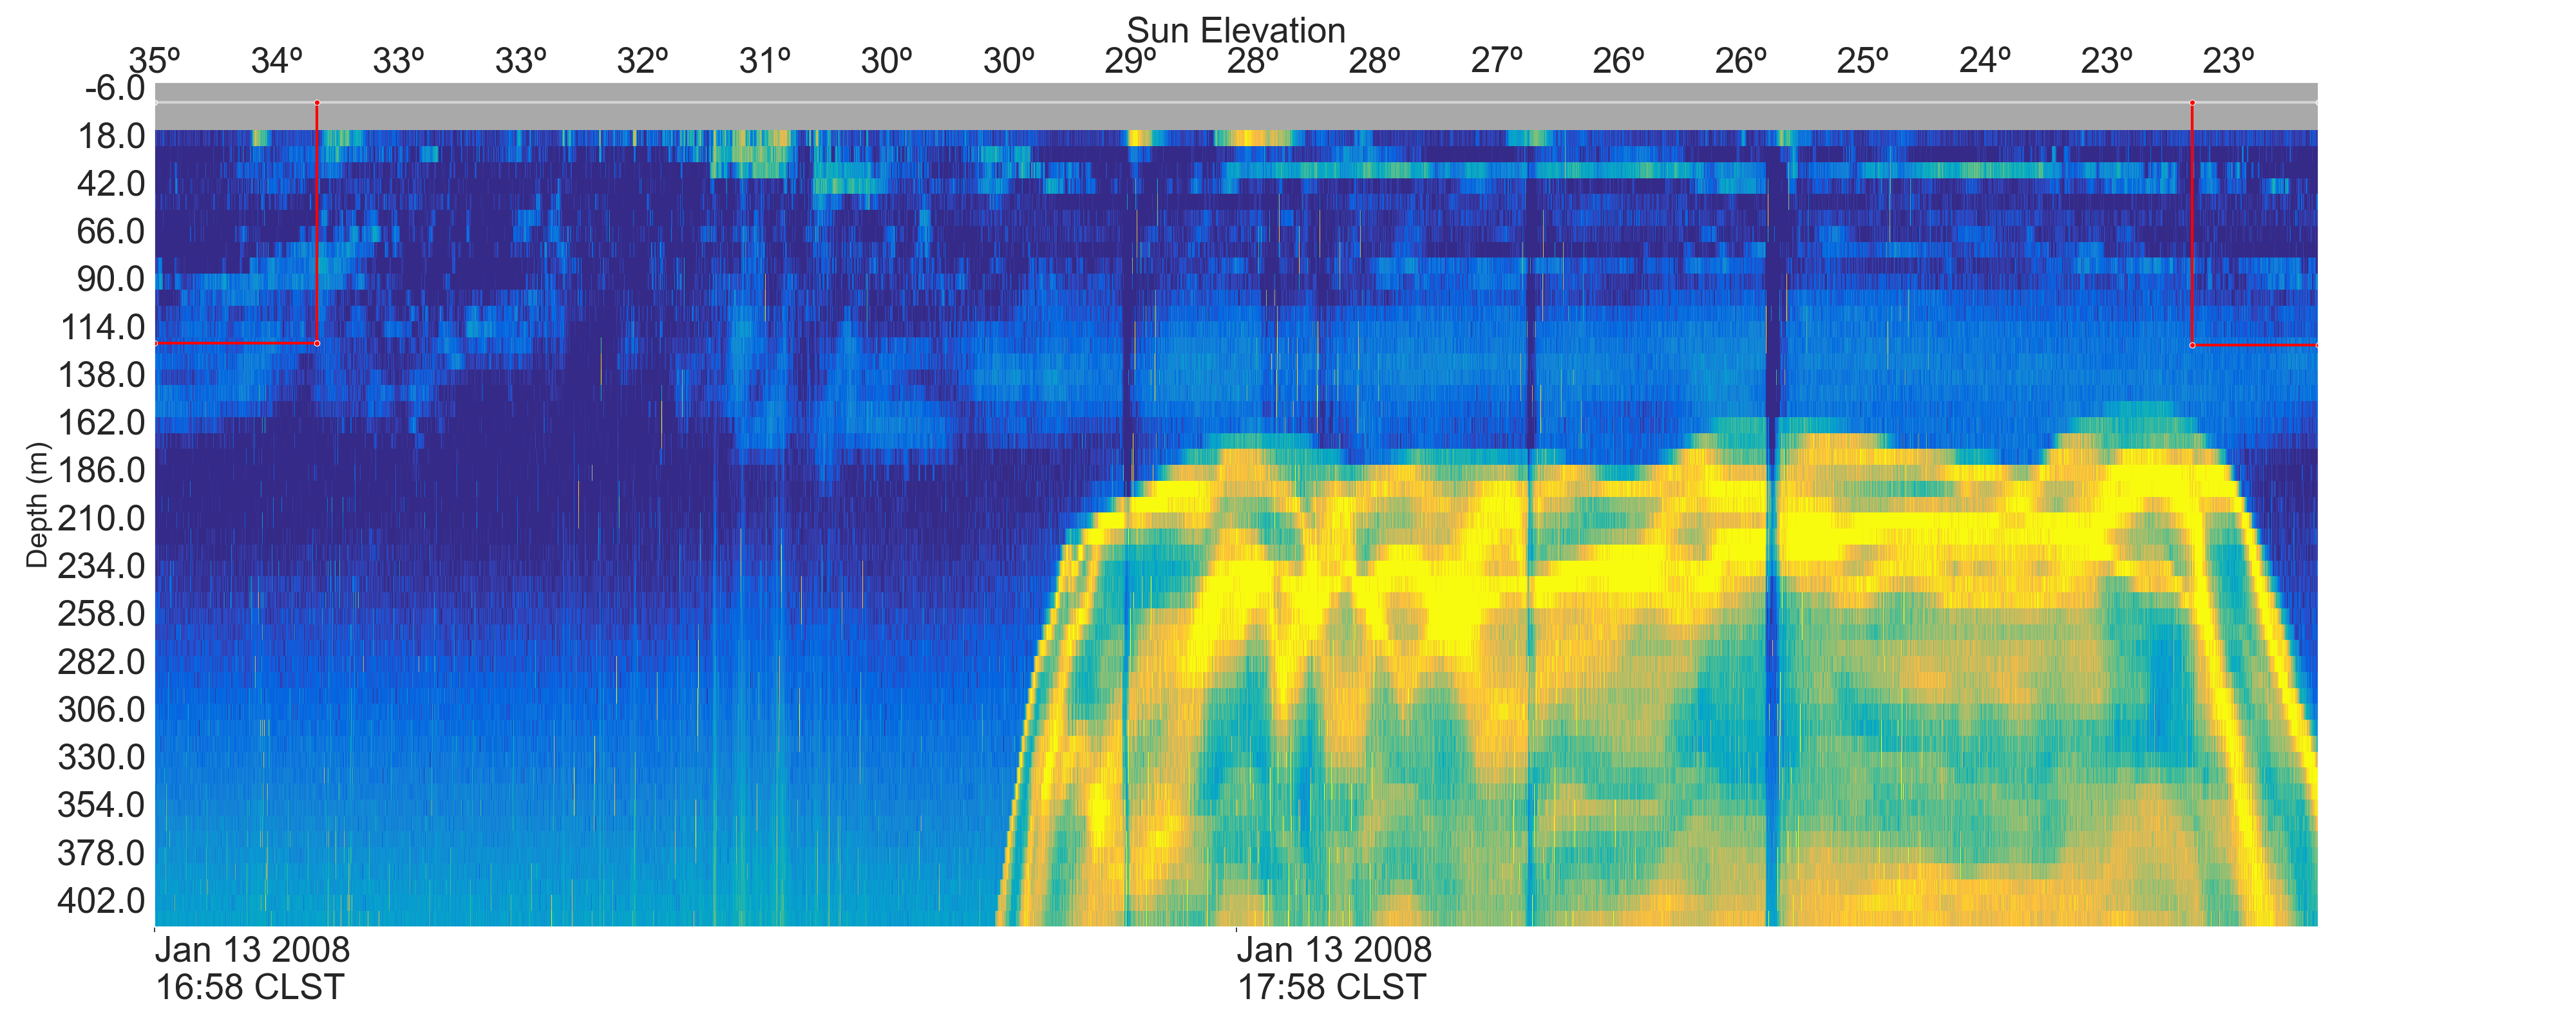 Sun Elevation
35º 34º 33º 33º 32º 31º 30º 30º 29º 28º 28º 27º 26º 26º 25º 24º 23º 23º
-6.0
18.0
42.0
66.0
90.0
114.0
138.0
162.0
186.0
210.0
234.0
258.0
282.0
306.0
330.0
354.0
378.0
402.0
Depth (m)
Jan 13 2008
16:58 CLST
Jan 13 2008
17:58 CLST